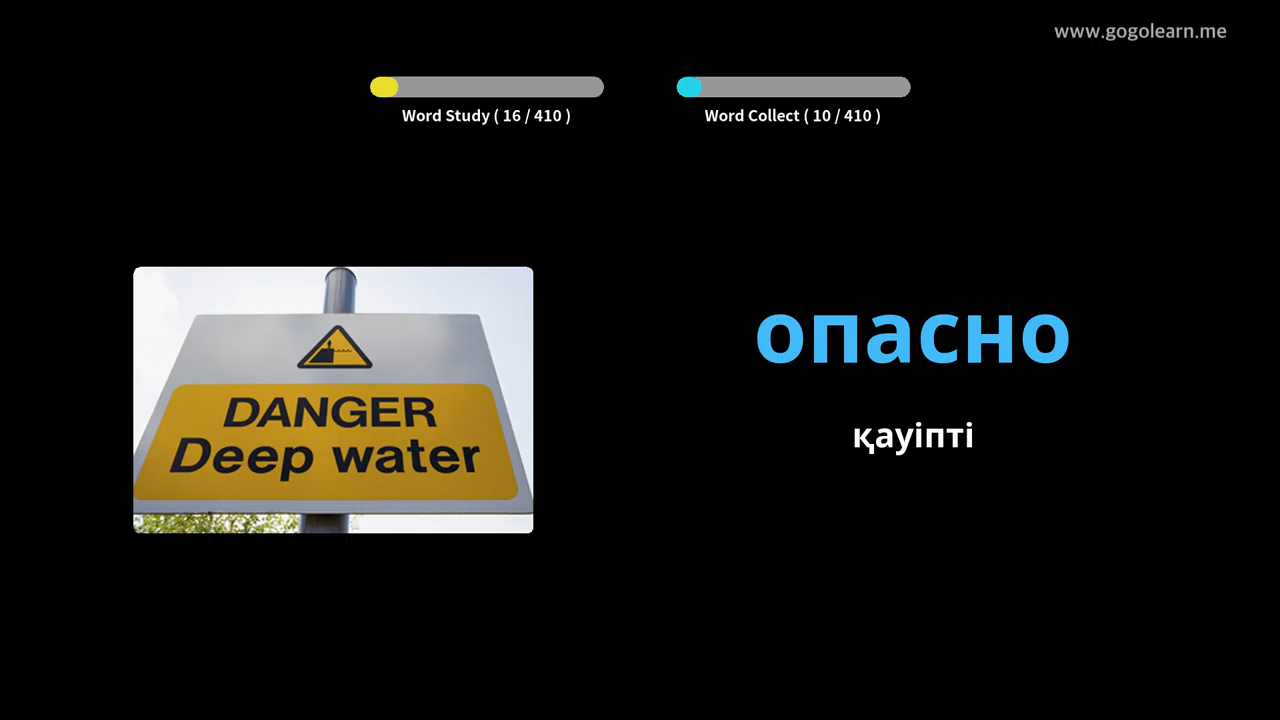 www.gogolearn.me
Word Study ( 16 / 410 )
Word Collect ( 10 / 410 )
DANGER
Deep water
опасно
қауіпті